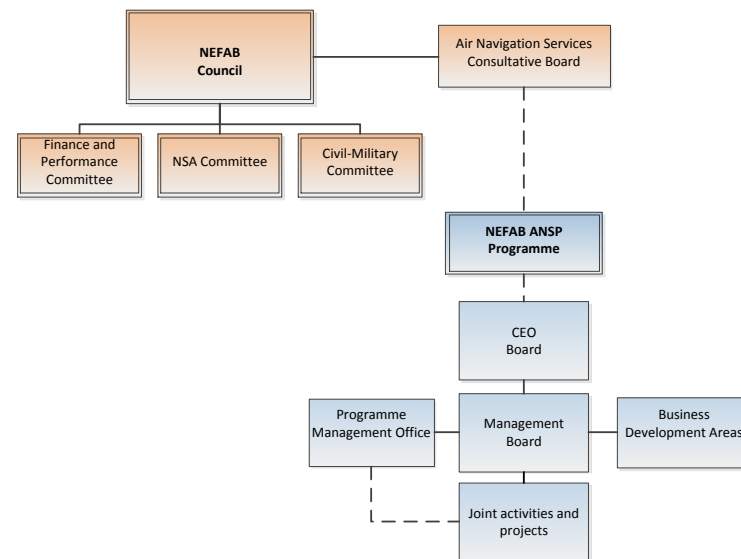 NEFAB
Council
Air Navigation Services
Consultative Board
Finance and
Performance
Committee
NSA Committee
Civil-Military
Committee
NEFAB ANSP
Programme
CEO
Board
Programme
Management Office
Management
Board
Business
Development Areas
Joint activities and
projects